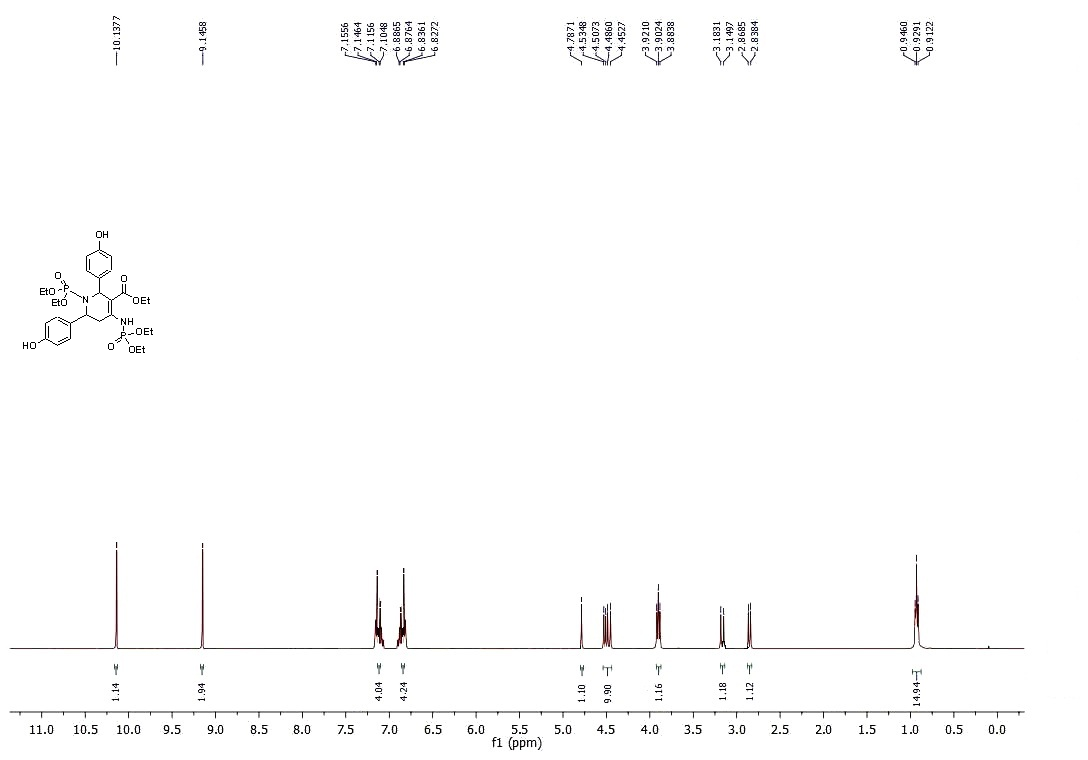 10.1377
9.1458
7.1556
7.1464
7.1156
7.1048
6.8865
6.8764
6.8361
6.8272
4.7871
4.5348
4.5073
4.4860
4.4527
3.9210
3.9024
3.8838
3.1831
3.1497
2.8685
2.8384
0.9460
0.9291
0.9122
OH
O
O
EtO
P
EtO
N
OEt
NH
OEt
P
HO
O
OEt
1.14
1.94
4.04
4.24
1.10
9.90
1.16
1.18
1.12
14.94
11.0 10.5 10.0 9.5 9.0 8.5 8.0 7.5 7.0 6.5 6.0 5.5 5.0 4.5 4.0 3.5 3.0 2.5 2.0 1.5 1.0 0.5 0.0
f1 (ppm)